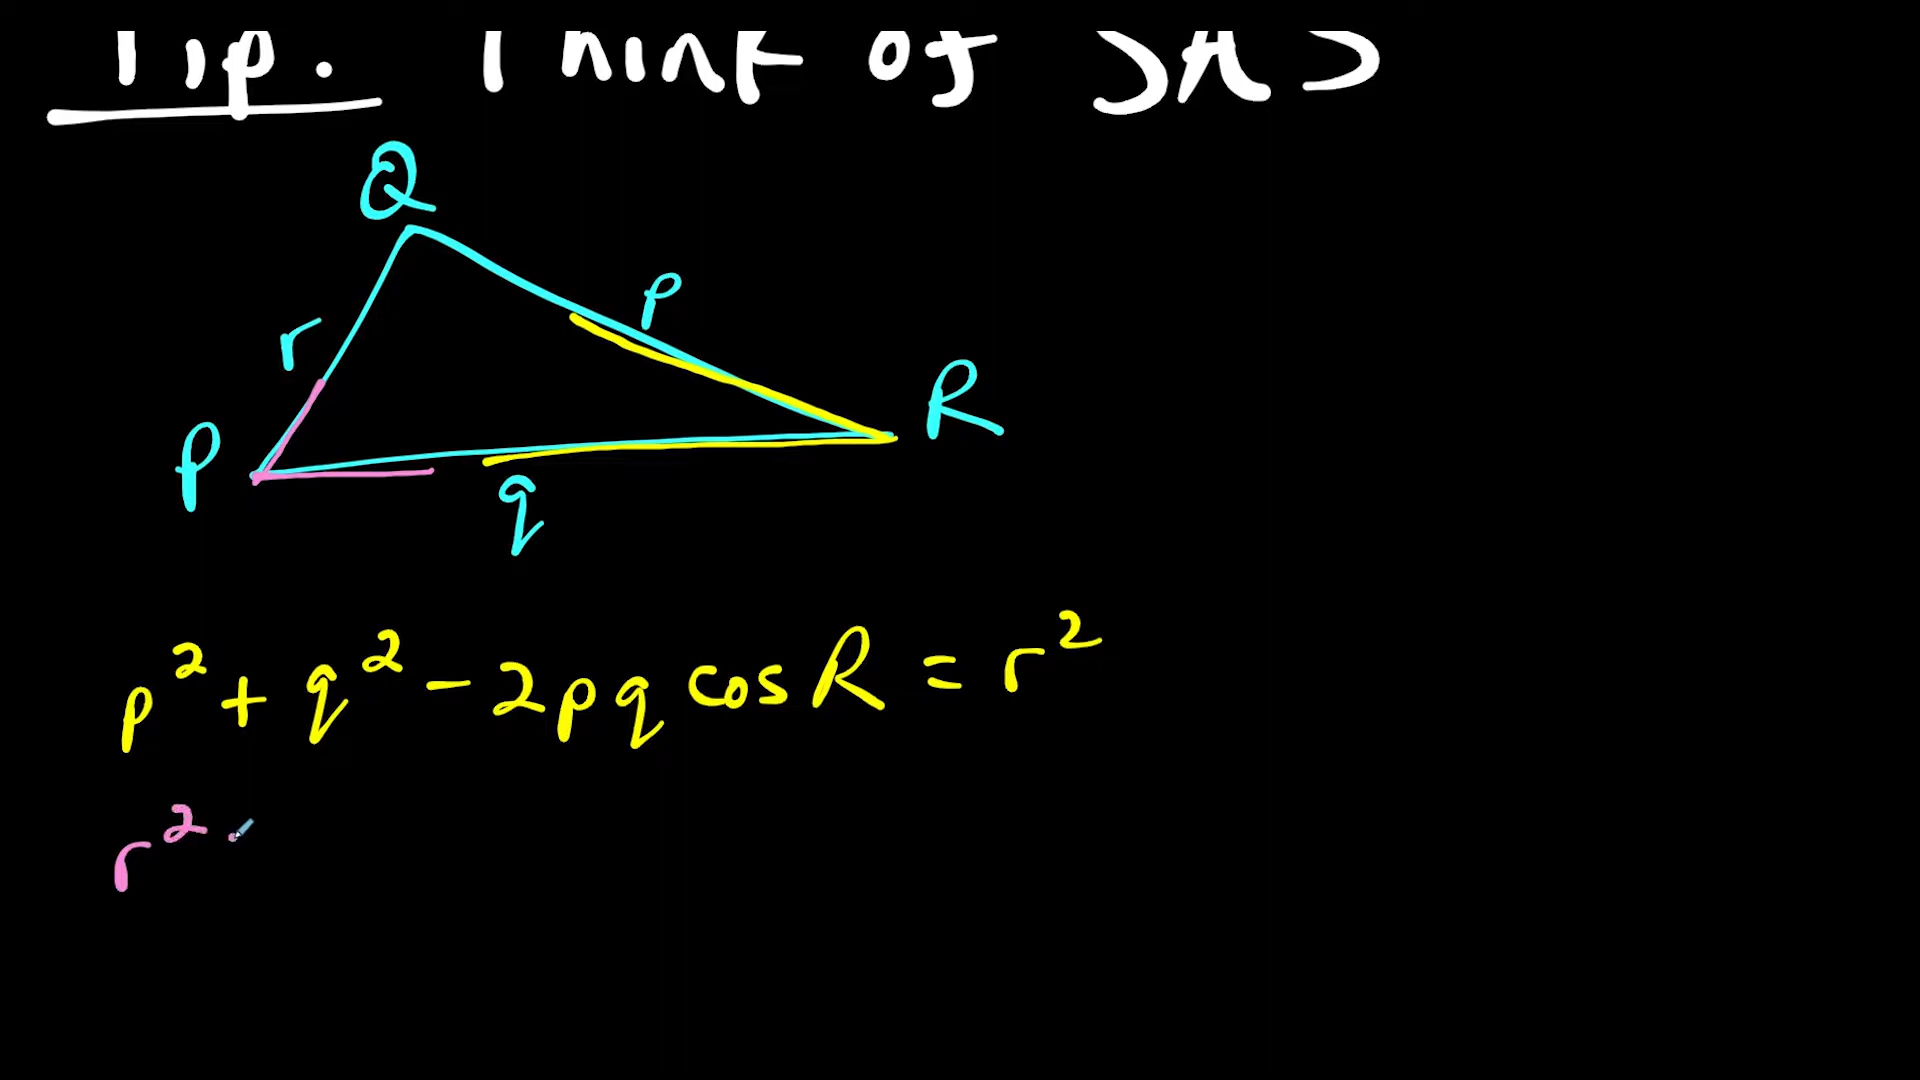 Tip. Think of SAS
Q
p
r
R
P
q
p² + q² − 2pq cos R = r²
r²